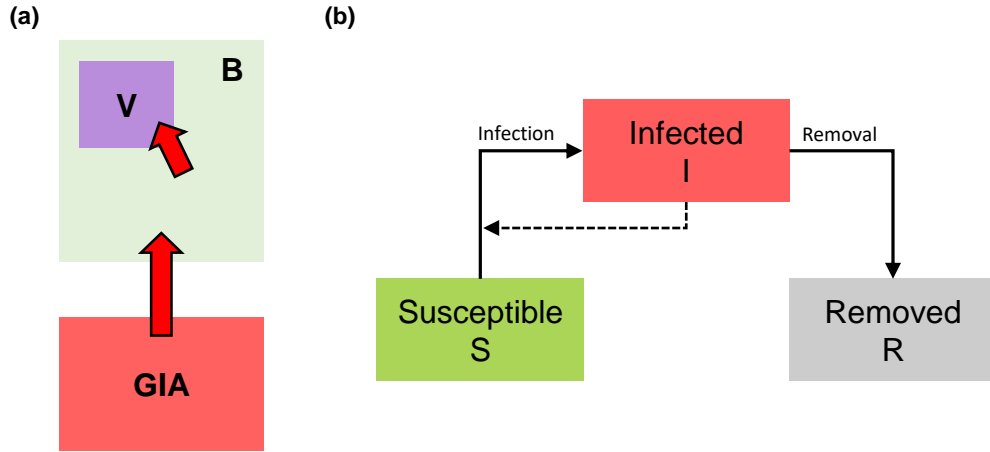 (a)
B
V
GIA
(b)
Infection
Infected
I
Removal
Susceptible
S
Removed
R